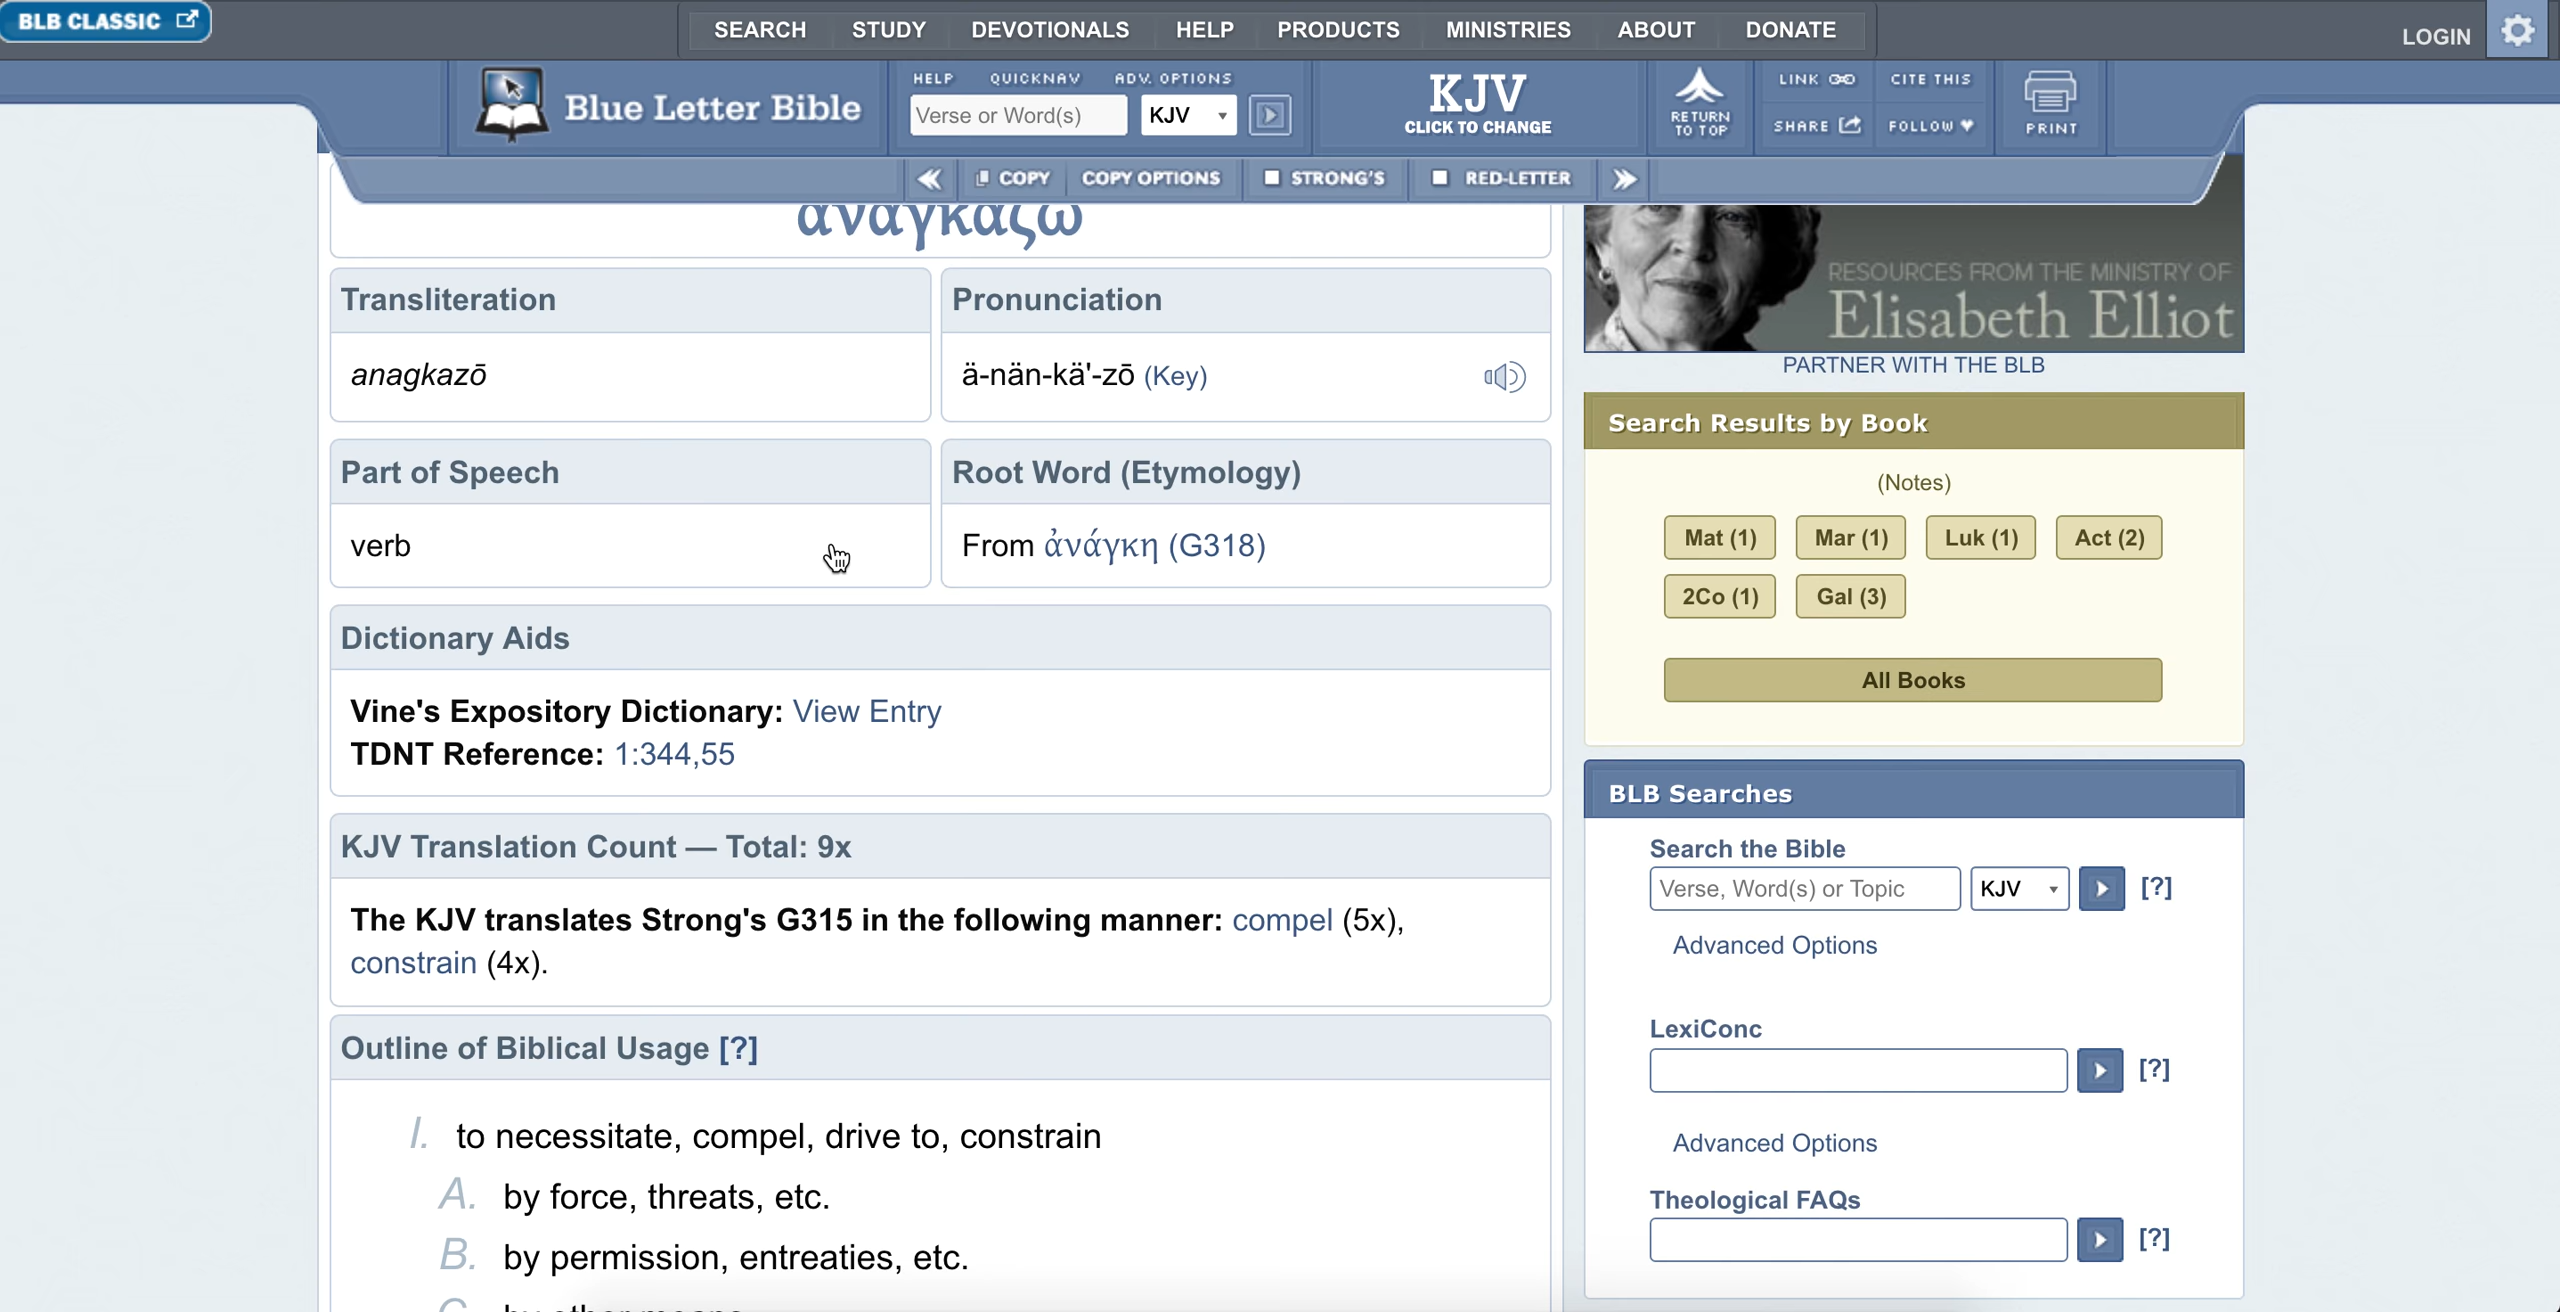 BLB CLASSIC
SEARCH STUDY DEVOTIONALS HELP PRODUCTS MINISTRIES ABOUT DONATE
LOGIN
Blue Letter Bible
HELP QUICKNAV ADV. OPTIONS
Verse or Word(s) KJV
KJV
CLICK TO CHANGE
RETURN
TO TOP
LINK CITE THIS
SHARE FOLLOW
PRINT
COPY COPY OPTIONS STRONG'S RED-LETTER
Transliteration
anagkazō
Pronunciation
ä-nän-kä'-zō (Key)
Part of Speech
verb
Root Word (Etymology)
From ἀνάγκη (G318)
Dictionary Aids
Vine's Expository Dictionary: View Entry
TDNT Reference: 1:344,55
KJV Translation Count — Total: 9x
The KJV translates Strong's G315 in the following manner: compel (5x),
constrain (4x).
Outline of Biblical Usage [?]
I. to necessitate, compel, drive to, constrain
A. by force, threats, etc.
B. by permission, entreaties, etc.
RESOURCES FROM THE MINISTRY OF
Elisabeth Elliot
PARTNER WITH THE BLB
Search Results by Book
(Notes)
Mat (1) Mar (1) Luk (1) Act (2)
2Co (1) Gal (3)
All Books
BLB Searches
Search the Bible
Verse, Word(s) or Topic KJV [?]
Advanced Options
LexiConc
[?]
Advanced Options
Theological FAQs
[?]